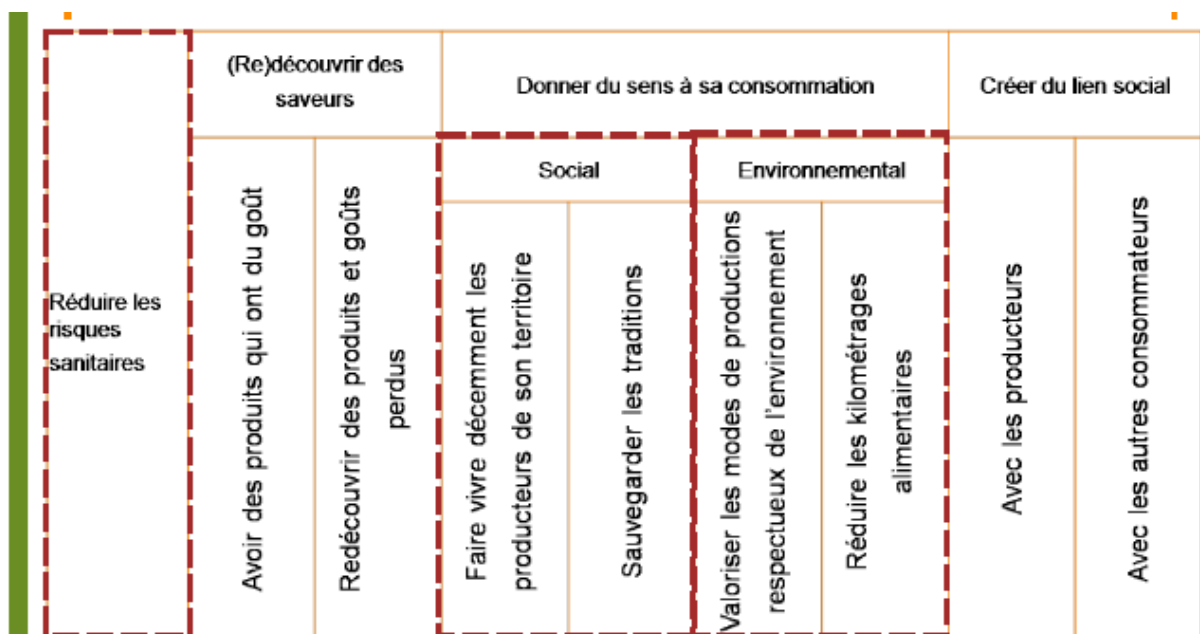 Réduire les
risques
sanitaires
(Re)découvrir des
saveurs
Avoir des produits qui ont du goût
Redécouvrir des produits et goûts
perdus
Donner du sens à sa consommation
Social
Faire vivre décemment les
producteurs de son territoire
Sauvegarder les traditions
Environnemental
Valoriser les modes de productions
respectueux de l'environnement
Réduire les kilométrages
alimentaires
Créer du lien social
Avec les producteurs
Avec les autres consommateurs